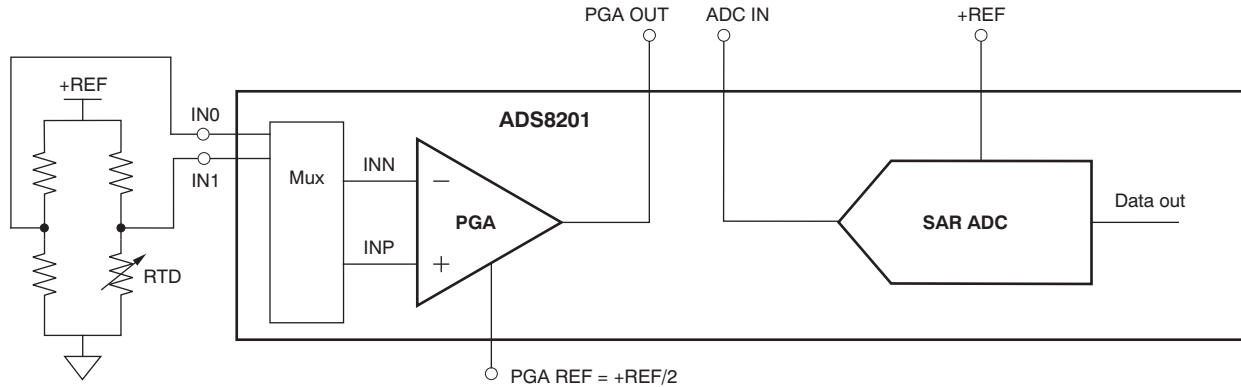 PGA OUT
ADC IN
+REF
+REF
IN0
ADS8201
IN1
Mux
INN
−
PGA
SAR ADC
Data out
INP
+
RTD
PGA REF = +REF/2